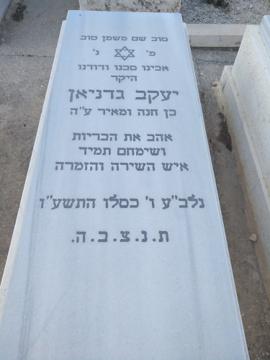 טוב שם משמן טוב
פ' נ'
אבינו סבנו ודודנו
היקר
יעקב גדניאן
בן חנה ומאיר ע"ה
אהב את הבריות
ושימחם תמיד
איש השירה והזמרה
נלב"ע ו' כסלו התשע"ו
ת.נ.צ.ב.ה.